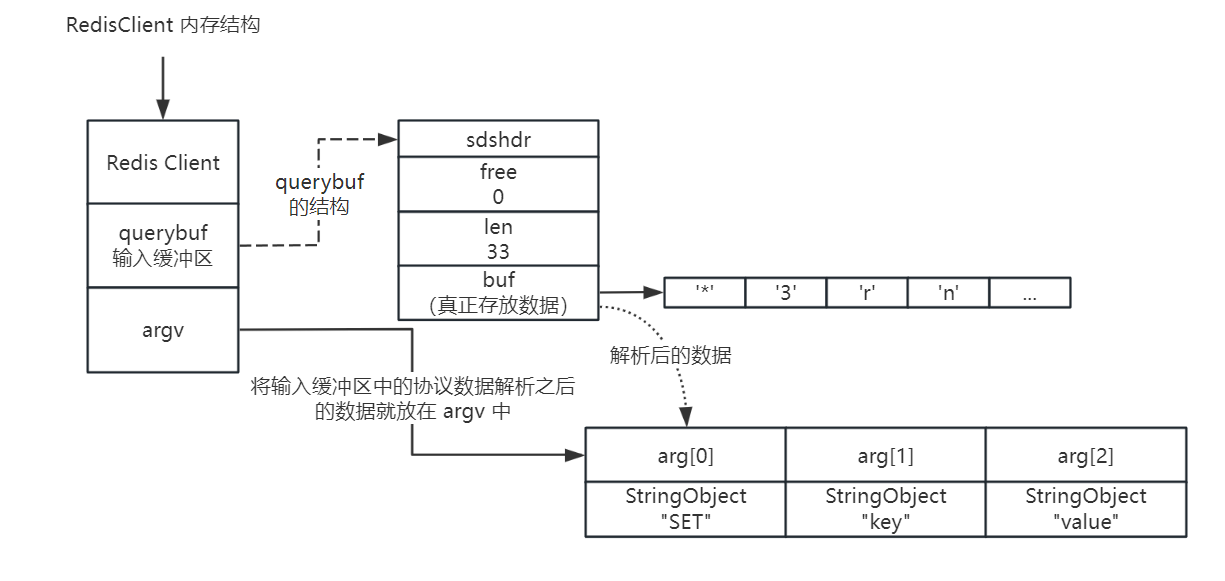 RedisClient 内存结构
Redis Client
querybuf
输入缓冲区
argv
querybuf
的结构
sdshdr
free
0
len
33
buf
（真正存放数据）
'*'
'3'
'r'
'n'
...
解析后的数据
将输入缓冲区中的协议数据解析之后
的数据就放在 argv 中
arg[0]
arg[1]
arg[2]
StringObject
"SET"
StringObject
"key"
StringObject
"value"